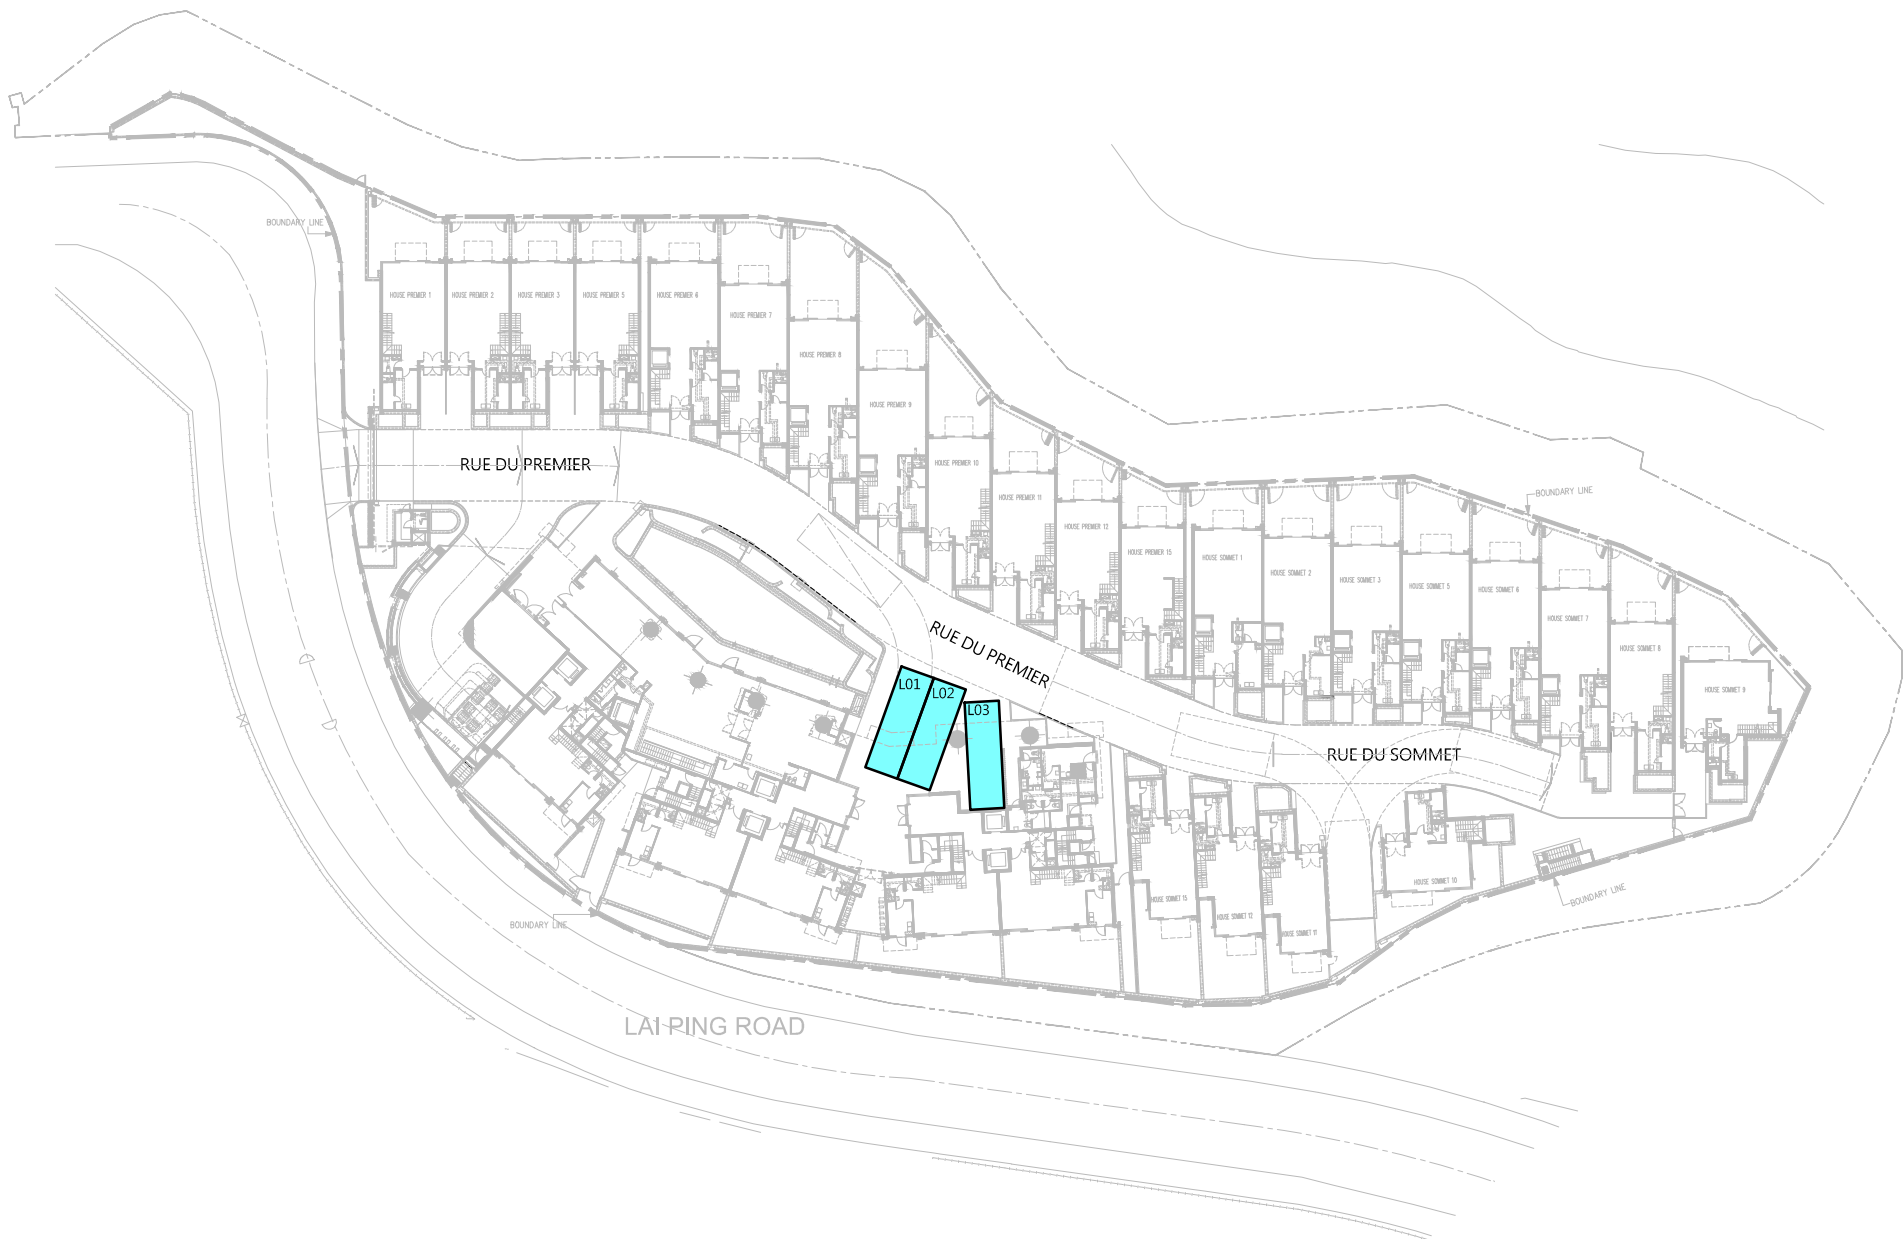 BOUNDARY LINE
HOUSE PREMIER 1
HOUSE PREMIER 2
HOUSE PREMIER 3
HOUSE PREMIER 5
HOUSE PREMIER 6
HOUSE PREMIER 7
HOUSE PREMIER 8
HOUSE PREMIER 9
HOUSE PREMIER 10
HOUSE PREMIER 11
HOUSE PREMIER 12
HOUSE PREMIER 15
HOUSE SOMMET 1
HOUSE SOMMET 2
HOUSE SOMMET 3
HOUSE SOMMET 5
HOUSE SOMMET 6
HOUSE SOMMET 7
HOUSE SOMMET 8
HOUSE SOMMET 9
BOUNDARY LINE
RUE DU PREMIER
RUE DU PREMIER
L01
L02
L03
RUE DU SOMMET
HOUSE SOMMET 15
HOUSE SOMMET 12
HOUSE SOMMET 11
HOUSE SOMMET 10
BOUNDARY LINE
BOUNDARY LINE
LAI PING ROAD